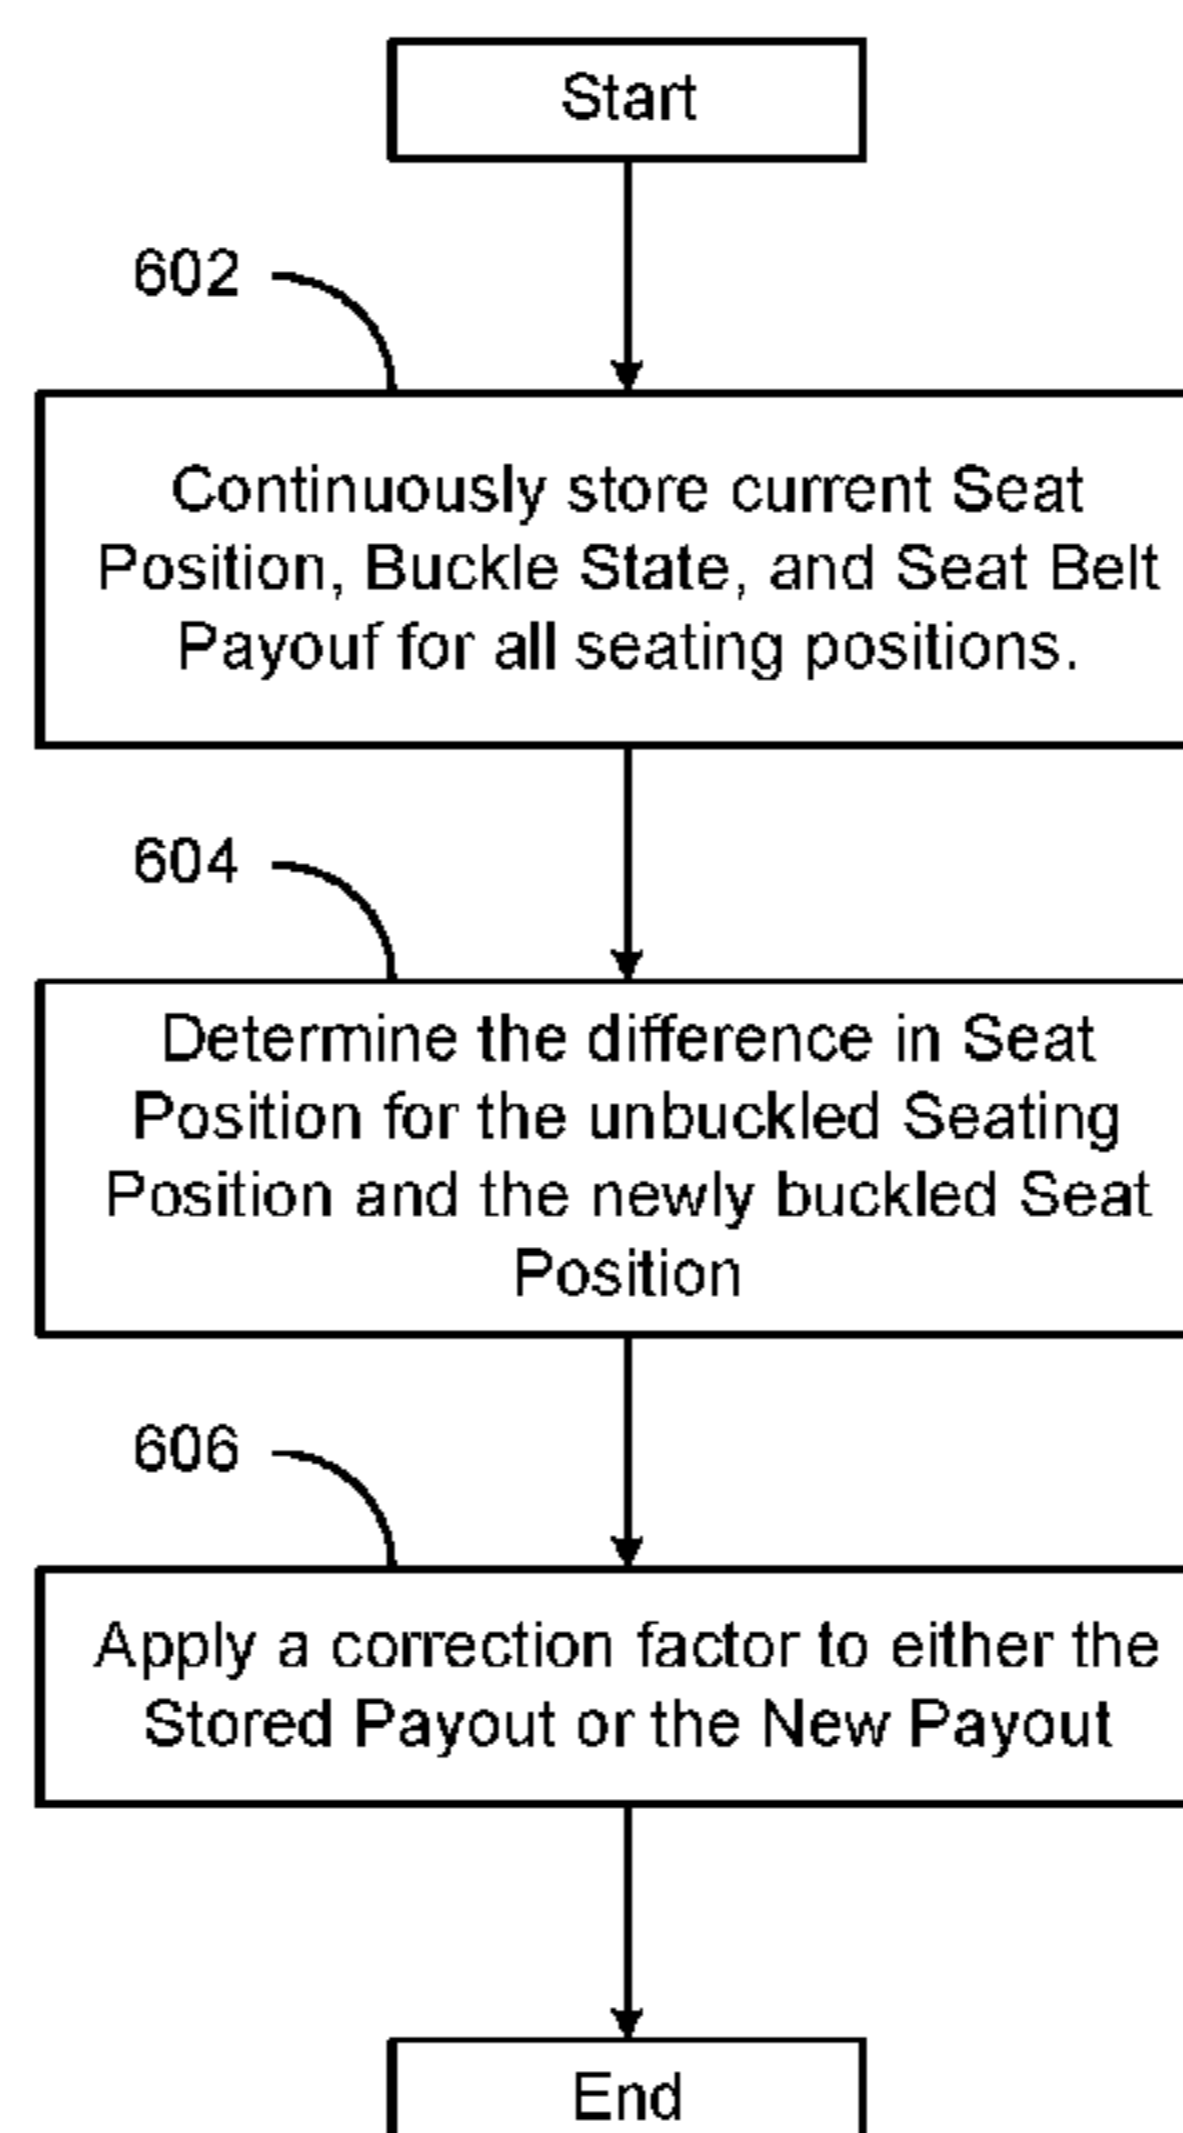 Start
602
Continuously store current Seat
Position, Buckle State, and Seat Belt
Payouf for all seating positions.
604
Determine the difference in Seat
Position for the unbuckled Seating
Position and the newly buckled Seat
Position
606
Apply a correction factor to either the
Stored Payout or the New Payout
End